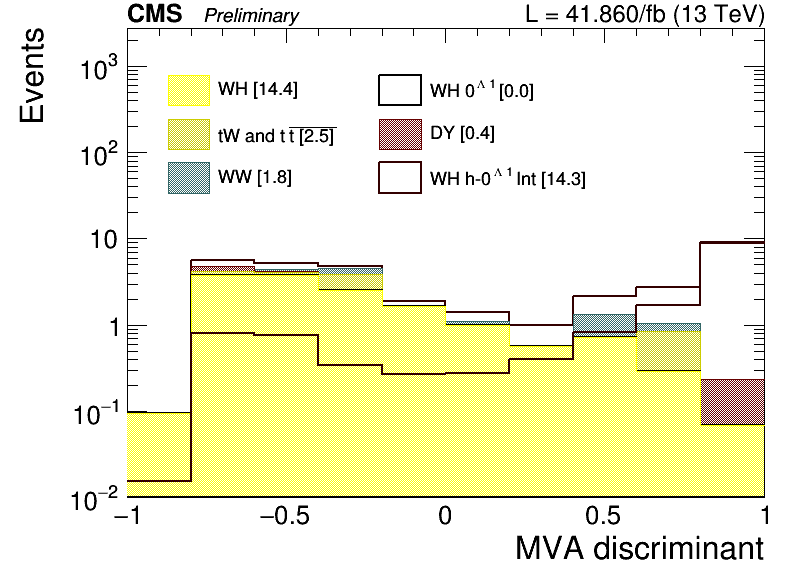 CMS Preliminary L = 41.860/fb (13 TeV)
Events
10³
10²
10
1
10⁻¹
10⁻²
WH [14.4]
WH 0^Λ1 [0.0]
tW and t t̅ [2.5]
DY [0.4]
WW [1.8]
WH h-0^Λ1 Int [14.3]
−1 −0.5 0 0.5 1
MVA discriminant